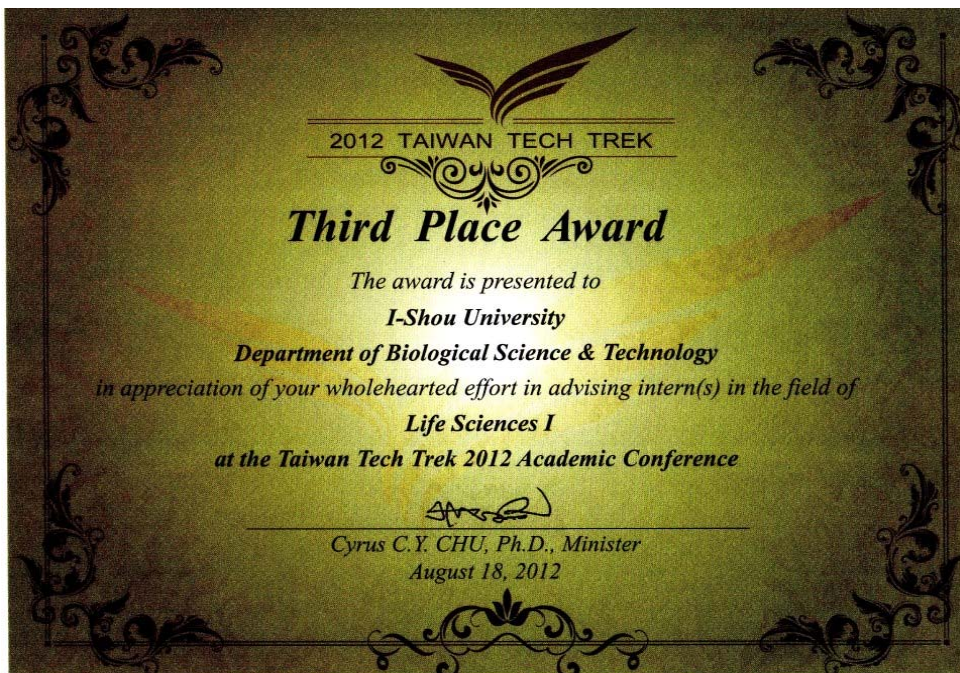 2012 TAIWAN TECH TREK
Third Place Award
The award is presented to
I-Shou University
Department of Biological Science & Technology
in appreciation of your wholehearted effort in advising intern(s) in the field of
Life Sciences I
at the Taiwan Tech Trek 2012 Academic Conference
Cyrus C.Y. CHU, Ph.D., Minister
August 18, 2012